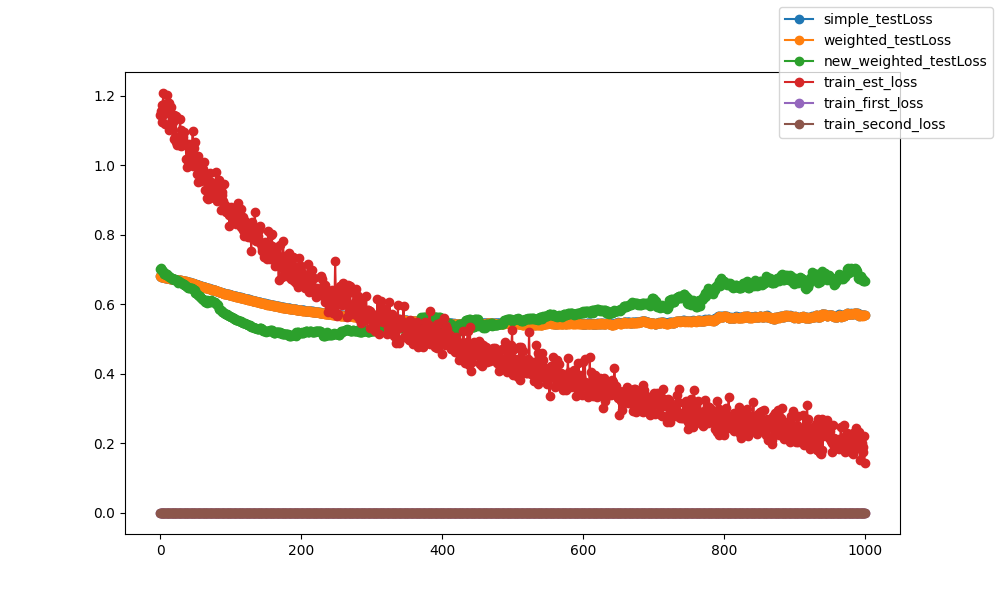 simple_testLoss
weighted_testLoss
new_weighted_testLoss
train_est_loss
train_first_loss
train_second_loss
1.2
1.0
0.8
0.6
0.4
0.2
0.0
0 200 400 600 800 1000